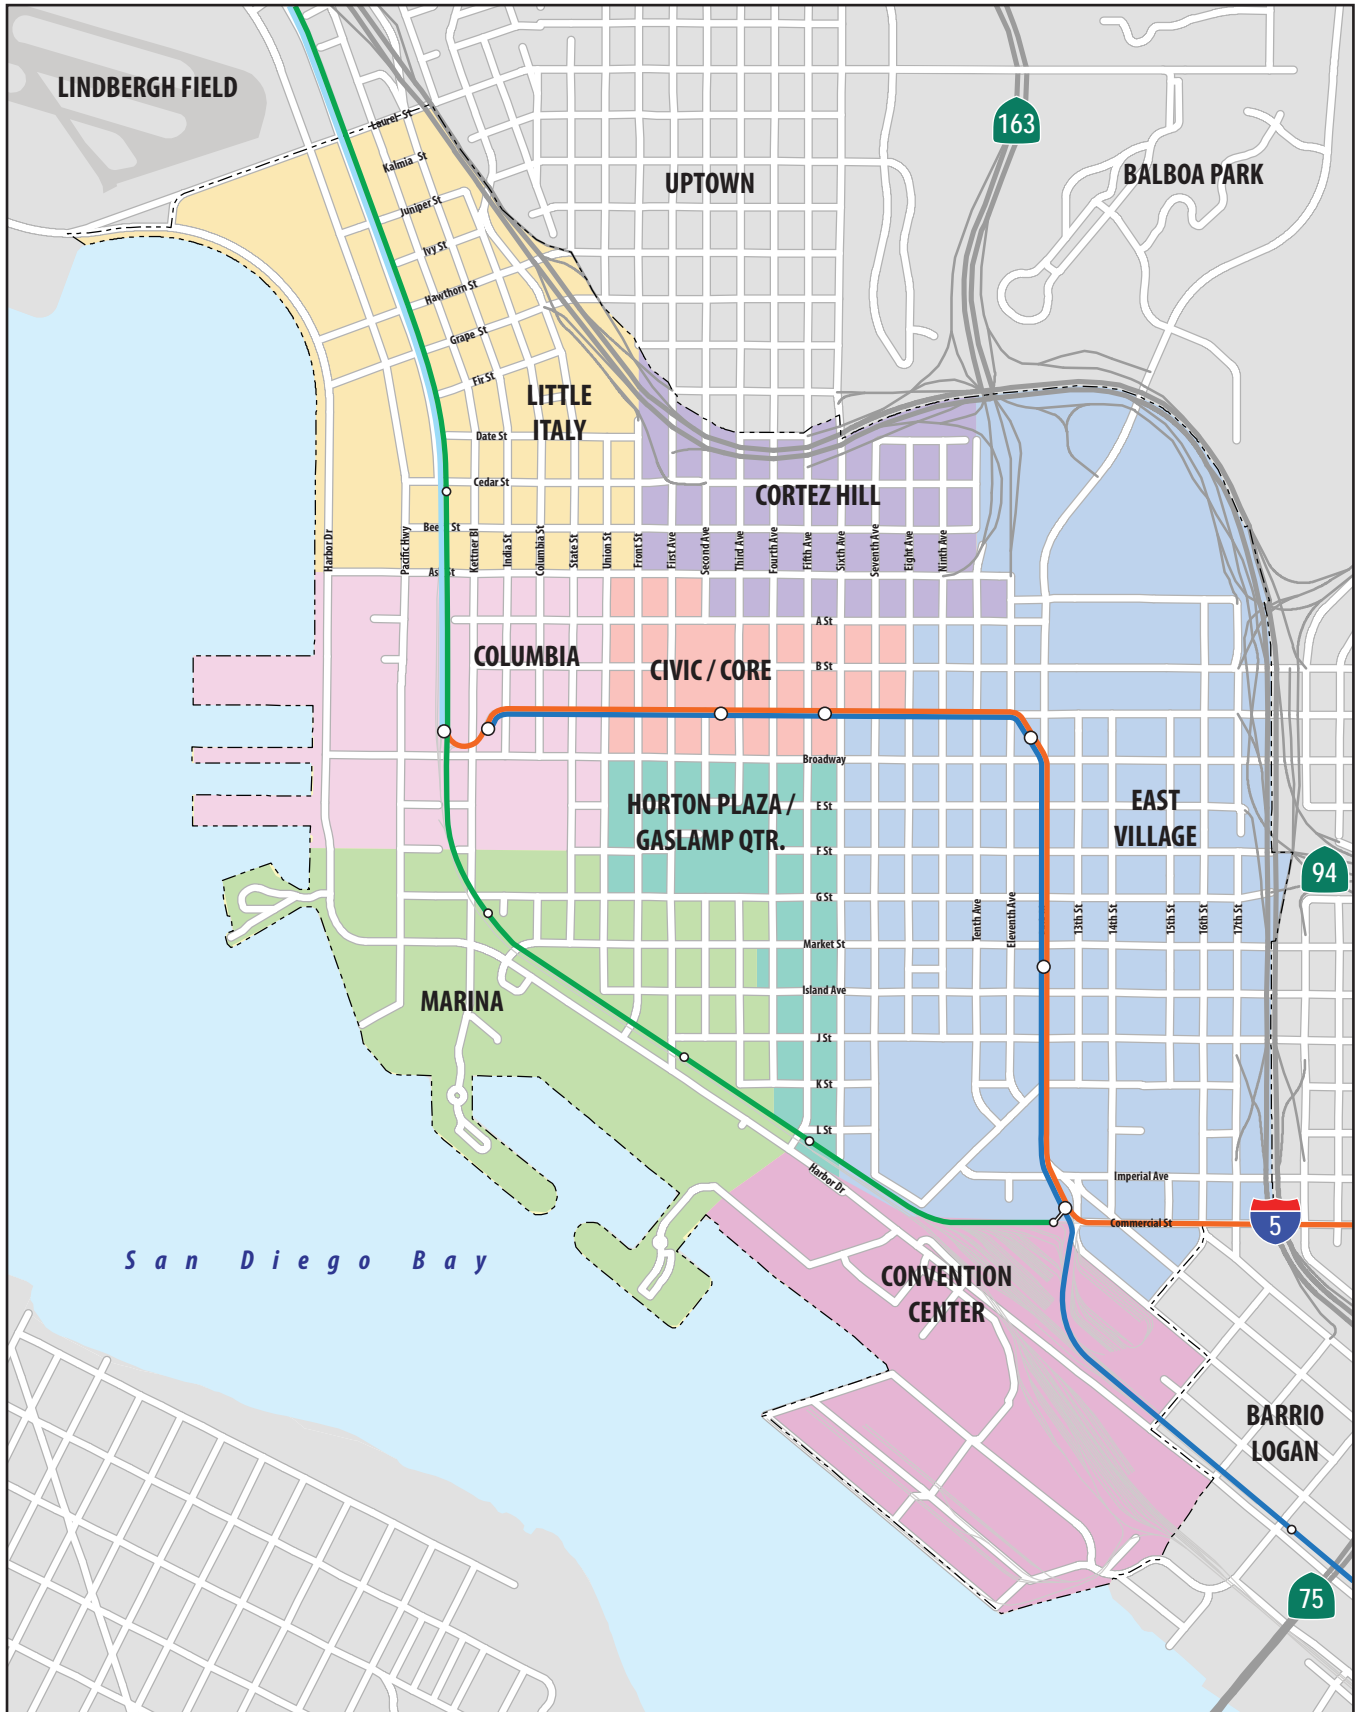 LINDBERGH FIELD
163
UPTOWN
BALBOA PARK
Laurel St
Kalmia St
Juniper St
Ivy St
Hawthorn St
Grape St
Fir St
LITTLE
ITALY
Date St
Cedar St
CORTEZ HILL
Harbor Dr
Pacific Hwy
Kettner Bl
India St
Columbia St
State St
Union St
Front St
First Ave
Second Ave
Third Ave
Fourth Ave
Fifth Ave
Sixth Ave
Seventh Ave
Eight Ave
Ninth Ave
A St
COLUMBIA
CIVIC / CORE
B St
Broadway
HORTON PLAZA /
GASLAMP QTR.
E St
EAST
VILLAGE
F St
94
G St
Tenth Ave
Eleventh Ave
13th St
14th St
15th St
16th St
17th St
Market St
Island Ave
MARINA
J St
K St
L St
Harbor Dr
Imperial Ave
Commercial St
5
San Diego Bay
CONVENTION
CENTER
BARRIO
LOGAN
75